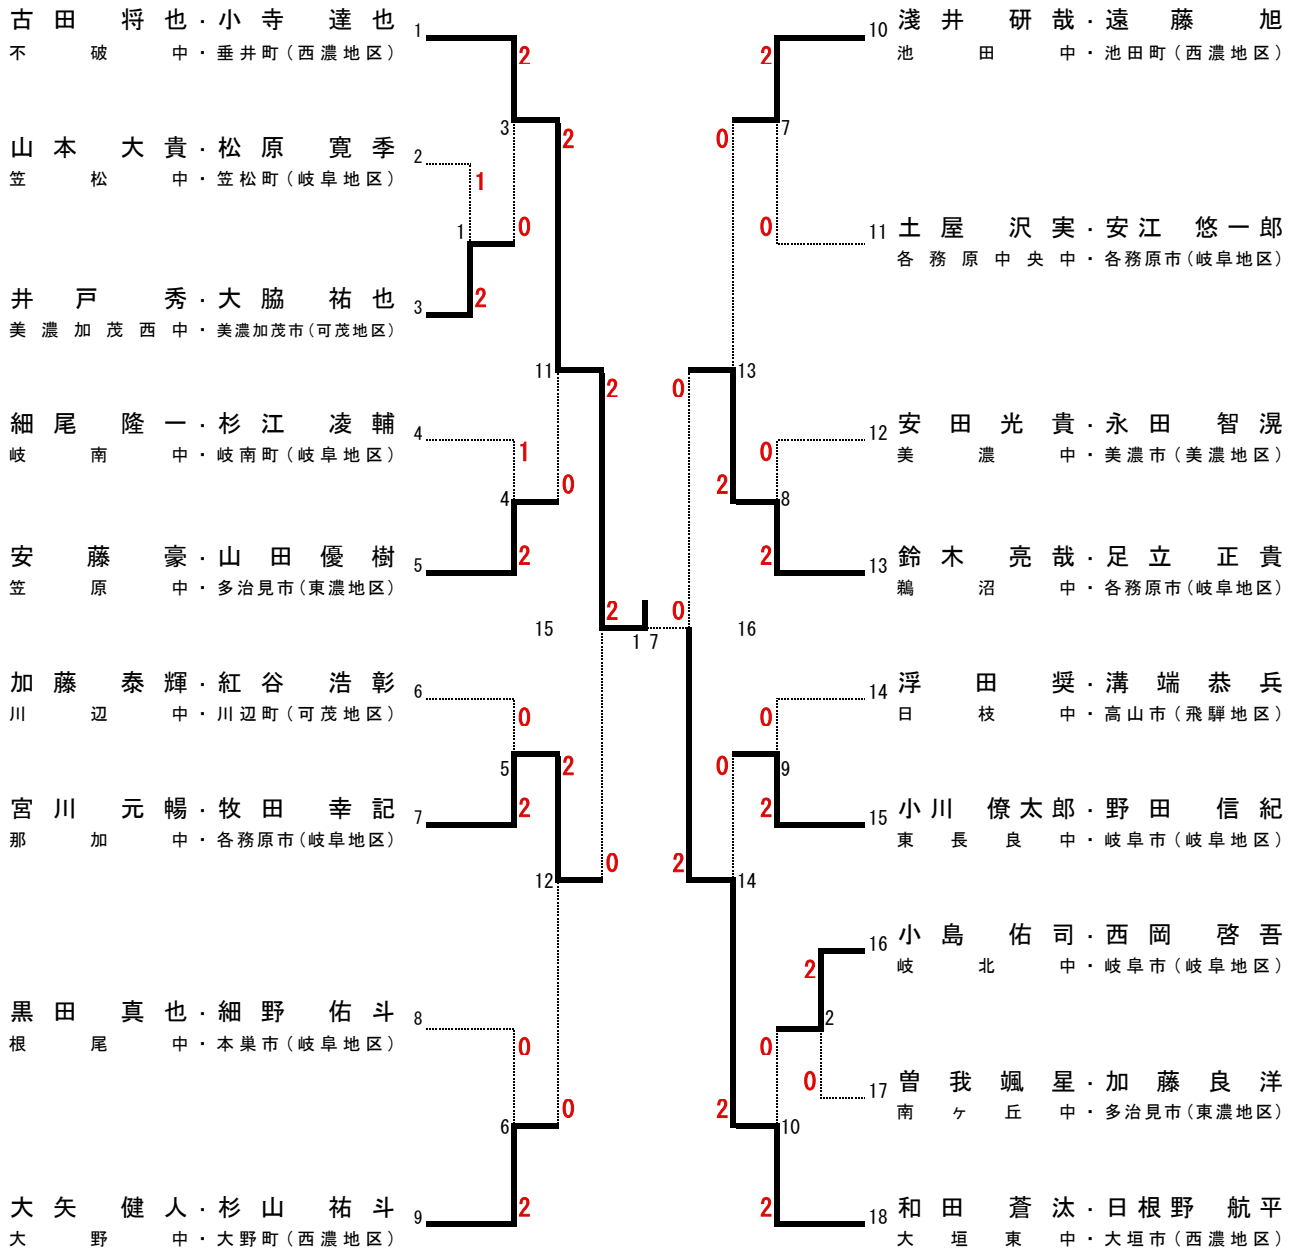 古田 将也・小寺 達也
不破中・垂井町(西濃地区)
1
2
3
2
山本 大貴・松原 寛季
笠松中・笠松町(岐阜地区)
2
1
1
0
井戸 秀・大脇 祐也
美濃加茂西中・美濃加茂市(可茂地区)
3
2
11
2
細尾 隆一・杉江 凌輔
岐南中・岐南町(岐阜地区)
4
1
4
0
安藤 豪・山田 優樹
笠原中・多治見市(東濃地区)
5
2
15
2
17
加藤 泰輝・紅谷 浩彰
川辺中・川辺町(可茂地区)
6
0
5
2
宮川 元暢・牧田 幸記
那加中・各務原市(岐阜地区)
7
2
12
0
黒田 真也・細野 佑斗
根尾中・本巣市(岐阜地区)
8
0
6
0
大矢 健人・杉山 祐斗
大野中・大野町(西濃地区)
9
2
10
浅井 研哉・遠藤 旭
池田中・池田町(西濃地区)
2
0
7
0
11
土屋 沢実・安江 悠一郎
各務原中央中・各務原市(岐阜地区)
0
13
12
安田 光貴・永田 智滉
美濃中・美濃市(美濃地区)
0
2
8
2
13
鈴木 亮哉・足立 正貴
鵜沼中・各務原市(岐阜地区)
0
16
14
浮田 奨・溝端 恭兵
日枝中・高山市(飛騨地区)
0
0
9
2
15
小川 僚太郎・野田 信紀
東長良中・岐阜市(岐阜地区)
2
14
16
小島 佑司・西岡 啓吾
岐北中・岐阜市(岐阜地区)
2
2
0
0
17
曽我 颯星・加藤 良洋
南ヶ丘中・多治見市(東濃地区)
2
10
2
18
和田 蒼汰・日根野 航平
大垣東中・大垣市(西濃地区)